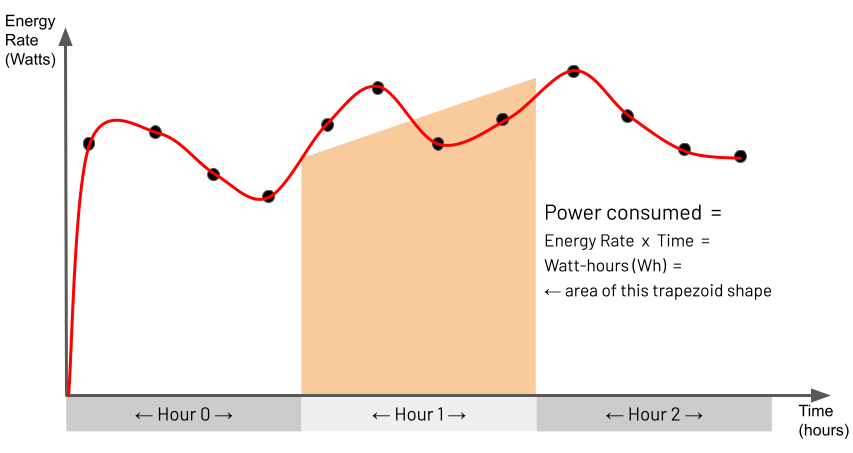 Energy
Rate
(Watts)
Power consumed =
Energy Rate x Time =
Watt-hours (Wh) =
← area of this trapezoid shape
← Hour 0 →
← Hour 1 →
← Hour 2 →
Time
(hours)